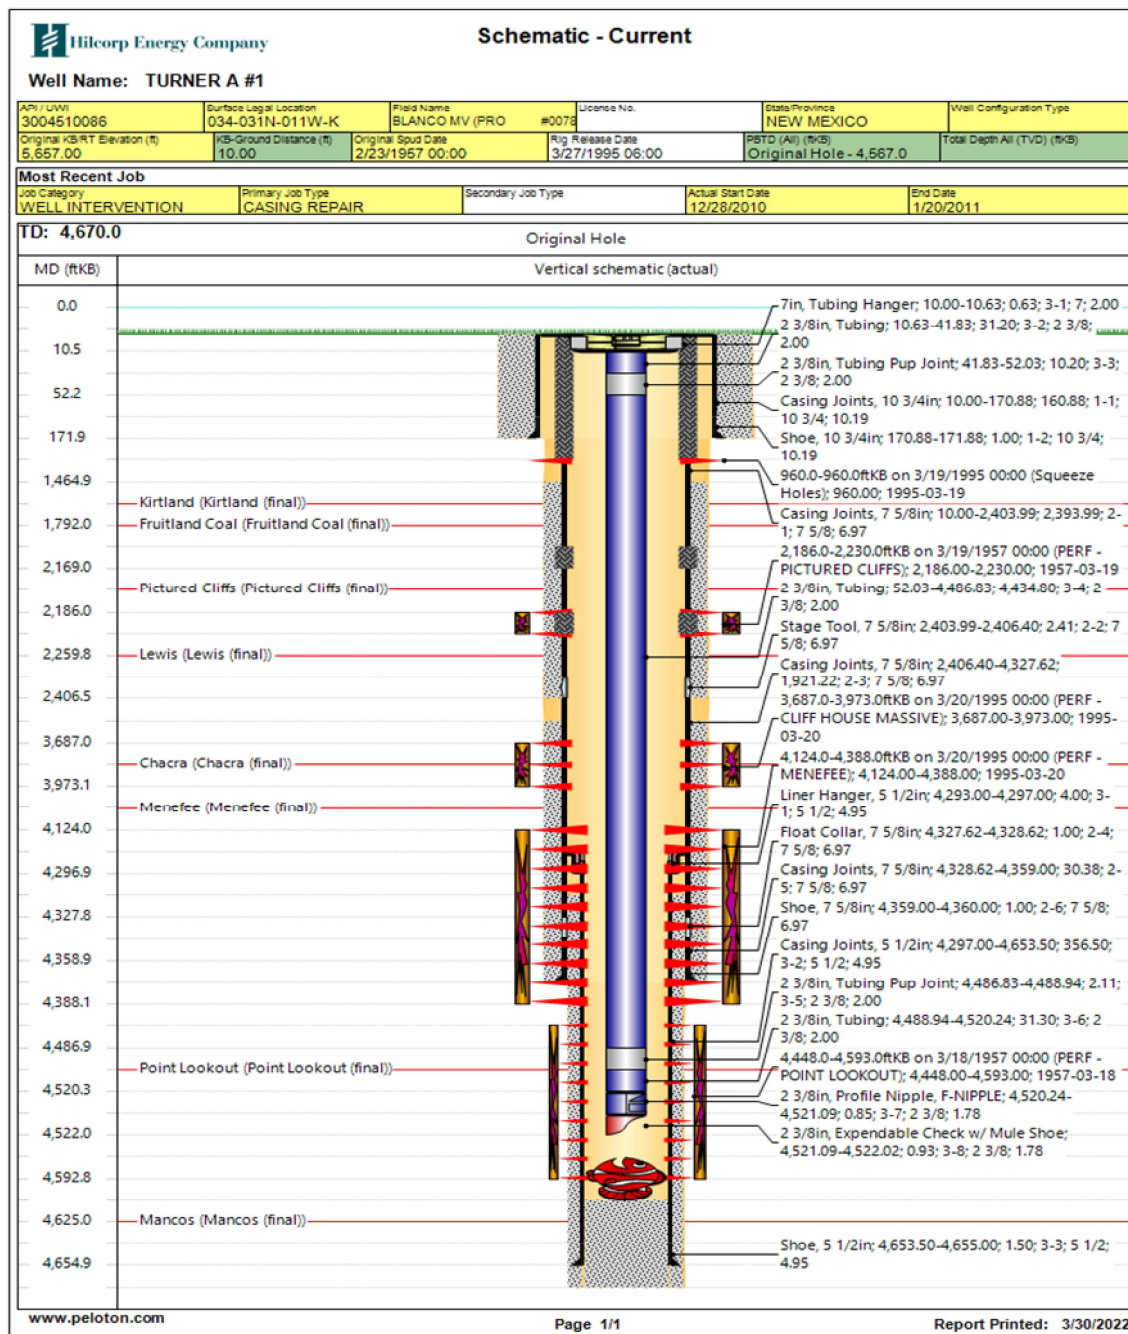 Hilcorp Energy Company
Schematic - Current
Well Name: TURNER A #1
API / UWI
3004510086
Surface Legal Location
034-031N-011W-K
Field Name
BLANCO MV (PRO #0078
License No.
State/Province
NEW MEXICO
Well Configuration Type
Original KB/RT Elevation (ft)
5,657.00
KB-Ground Distance (ft)
10.00
Original Spud Date
2/23/1957 00:00
Rig Release Date
3/27/1995 06:00
PBTD (All) (ftKB)
Original Hole - 4,567.0
Total Depth All (TVD) (ftKB)
Most Recent Job
Job Category
WELL INTERVENTION
Primary Job Type
CASING REPAIR
Secondary Job Type
Actual Start Date
12/28/2010
End Date
1/20/2011
TD: 4,670.0
Original Hole
MD (ftKB)
Vertical schematic (actual)
0.0
10.5
52.2
171.9
1,464.9
1,792.0
2,169.0
2,186.0
2,259.8
2,406.5
3,687.0
3,973.1
4,124.0
4,296.9
4,327.8
4,358.9
4,388.1
4,486.9
4,520.3
4,522.0
4,592.8
4,625.0
4,654.9
Kirtland (Kirtland (final))
Fruitland Coal (Fruitland Coal (final))
Pictured Cliffs (Pictured Cliffs (final))
Lewis (Lewis (final))
Chacra (Chacra (final))
Menefee (Menefee (final))
Point Lookout (Point Lookout (final))
Mancos (Mancos (final))
7in, Tubing Hanger; 10.00-10.63; 0.63; 3-1; 7; 2.00
2 3/8in, Tubing; 10.63-41.83; 31.20; 3-2; 2 3/8;
2.00
2 3/8in, Tubing Pup Joint; 41.83-52.03; 10.20; 3-3;
2 3/8; 2.00
Casing Joints, 10 3/4in; 10.00-170.88; 160.88; 1-1;
10 3/4; 10.19
Shoe, 10 3/4in; 170.88-171.88; 1.00; 1-2; 10 3/4;
10.19
960.0-960.0ftKB on 3/19/1995 00:00 (Squeeze
Holes); 960.00; 1995-03-19
Casing Joints, 7 5/8in; 10.00-2,403.99; 2,393.99; 2-
1; 7 5/8; 6.97
2,186.0-2,230.0ftKB on 3/19/1957 00:00 (PERF -
PICTURED CLIFFS); 2,186.00-2,230.00; 1957-03-19
2 3/8in, Tubing; 52.03-4,486.83; 4,434.80; 3-4; 2
3/8; 2.00
Stage Tool, 7 5/8in; 2,403.99-2,406.40; 2.41; 2-2; 7
5/8; 6.97
Casing Joints, 7 5/8in; 2,406.40-4,327.62;
1,921.22; 2-3; 7 5/8; 6.97
3,687.0-3,973.0ftKB on 3/20/1995 00:00 (PERF -
CLIFF HOUSE MASSIVE); 3,687.00-3,973.00; 1995-
03-20
4,124.0-4,388.0ftKB on 3/20/1995 00:00 (PERF -
MENEFEE); 4,124.00-4,388.00; 1995-03-20
Liner Hanger, 5 1/2in; 4,293.00-4,297.00; 4.00; 3-
1; 5 1/2; 4.95
Float Collar, 7 5/8in; 4,327.62-4,328.62; 1.00; 2-4;
7 5/8; 6.97
Casing Joints, 7 5/8in; 4,328.62-4,359.00; 30.38; 2-
5; 7 5/8; 6.97
Shoe, 7 5/8in; 4,359.00-4,360.00; 1.00; 2-6; 7 5/8;
6.97
Casing Joints, 5 1/2in; 4,297.00-4,653.50; 356.50;
3-2; 5 1/2; 4.95
2 3/8in, Tubing Pup Joint; 4,486.83-4,488.94; 2.11;
3-5; 2 3/8; 2.00
2 3/8in, Tubing; 4,488.94-4,520.24; 31.30; 3-6; 2
3/8; 2.00
4,448.0-4,593.0ftKB on 3/18/1957 00:00 (PERF -
POINT LOOKOUT); 4,448.00-4,593.00; 1957-03-18
2 3/8in, Profile Nipple, F-NIPPLE; 4,520.24-
4,521.09; 0.85; 3-7; 2 3/8; 1.78
2 3/8in, Expendable Check w/ Mule Shoe;
4,521.09-4,522.02; 0.93; 3-8; 2 3/8; 1.78
Shoe, 5 1/2in; 4,653.50-4,655.00; 1.50; 3-3; 5 1/2;
4.95
www.peloton.com
Page 1/1
Report Printed: 3/30/2022